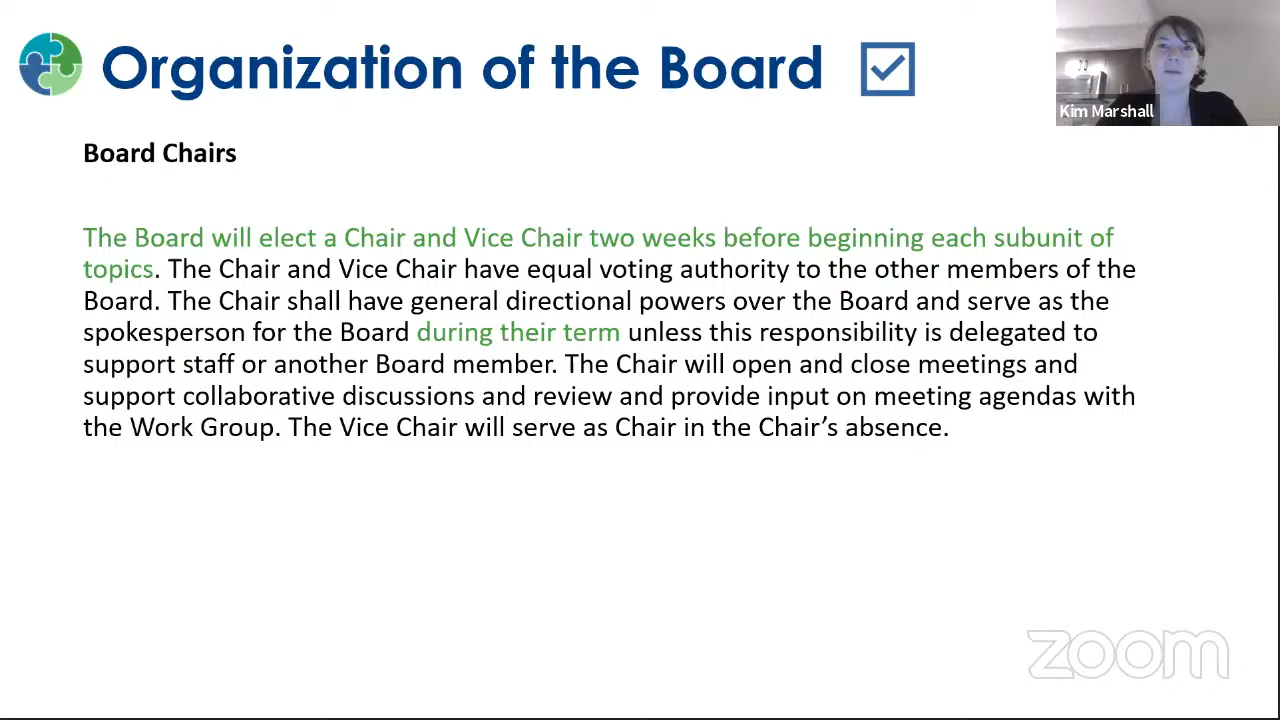 Organization of the Board
Kim Marshall
Board Chairs
The Board will elect a Chair and Vice Chair two weeks before beginning each subunit of
topics. The Chair and Vice Chair have equal voting authority to the other members of the
Board. The Chair shall have general directional powers over the Board and serve as the
spokesperson for the Board during their term unless this responsibility is delegated to
support staff or another Board member. The Chair will open and close meetings and
support collaborative discussions and review and provide input on meeting agendas with
the Work Group. The Vice Chair will serve as Chair in the Chair’s absence.
zoom